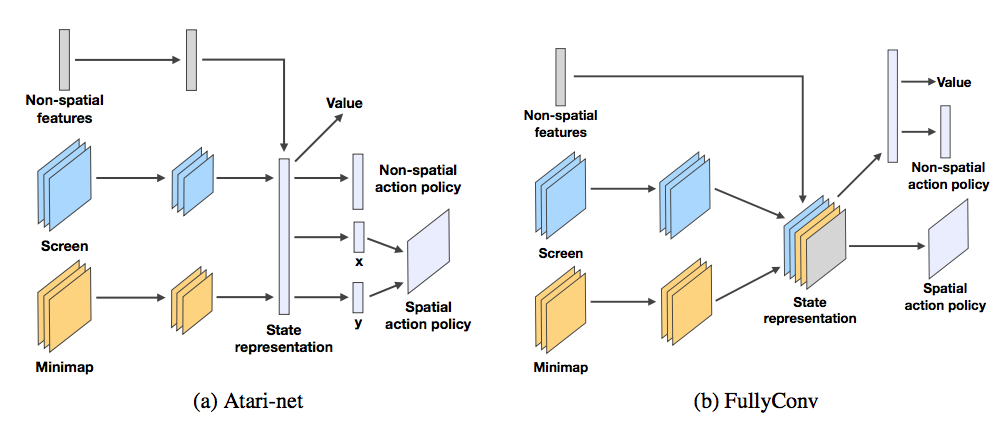 Non-spatial
features
Value
Non-spatial
action policy
Screen
x
y
Spatial
action policy
State
representation
Minimap
(a) Atari-net
Non-spatial
features
Value
Non-spatial
action policy
Screen
State
representation
Spatial
action policy
Minimap
(b) FullyConv